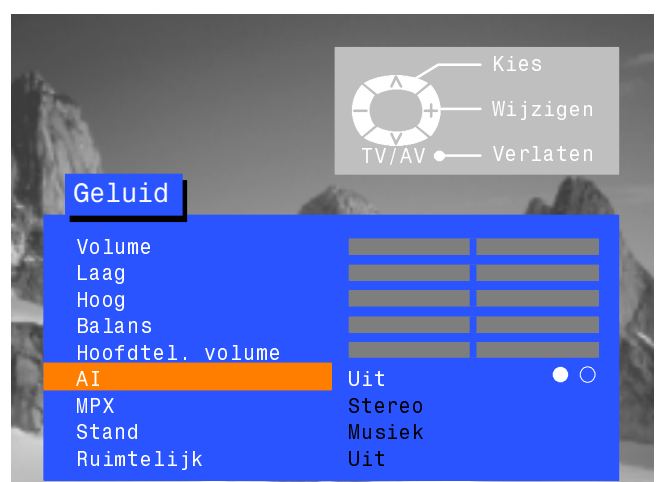 Kies
Wijzigen
TV/AV Verlaten
Geluid
Volume
Laag
Hoog
Balans
Hoofdtel. volume
AI Uit
MPX Stereo
Stand Musiek
Ruimtelijk Uit